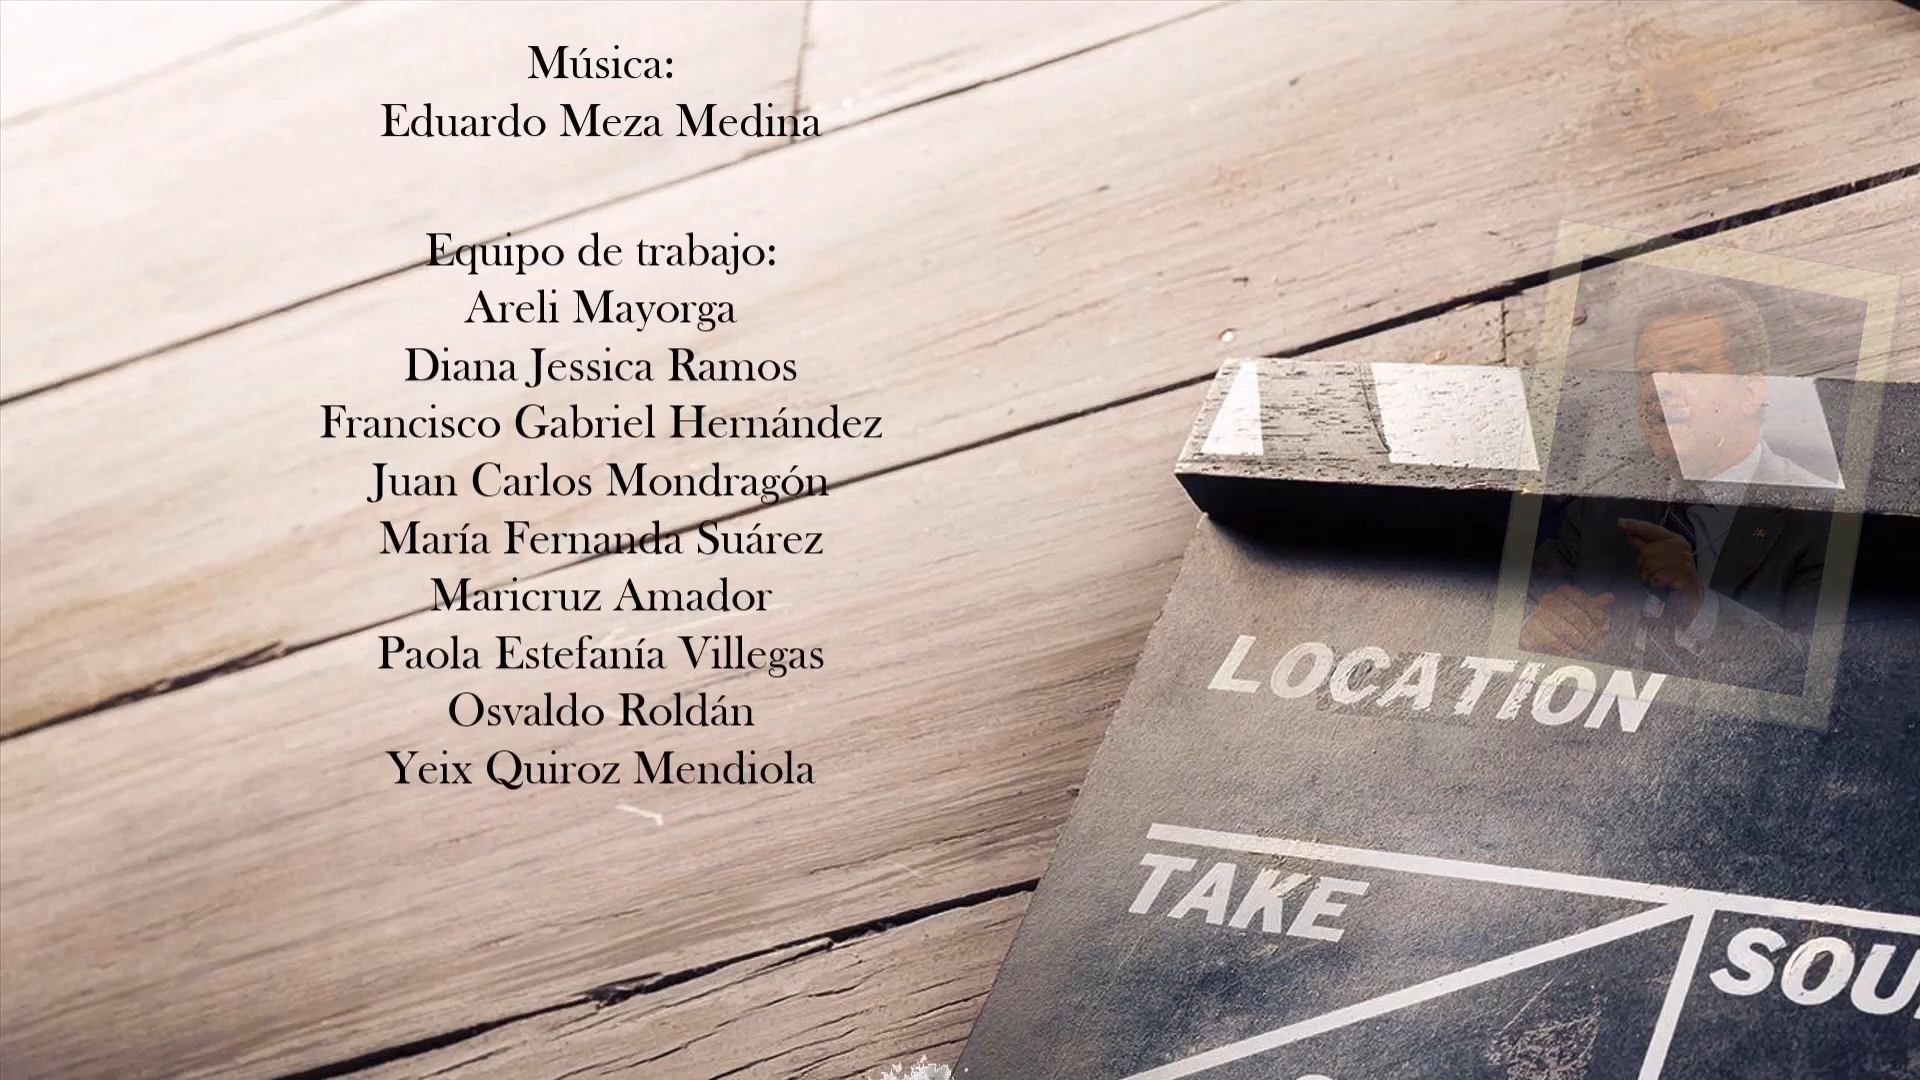 Música:
Eduardo Meza Medina
Equipo de trabajo:
Areli Mayorga
Diana Jessica Ramos
Francisco Gabriel Hernández
Juan Carlos Mondragón
María Fernanda Suárez
Maricruz Amador
Paola Estefanía Villegas
Osvaldo Roldán
Yeix Quiroz Mendiola
LOCATION
TAKE